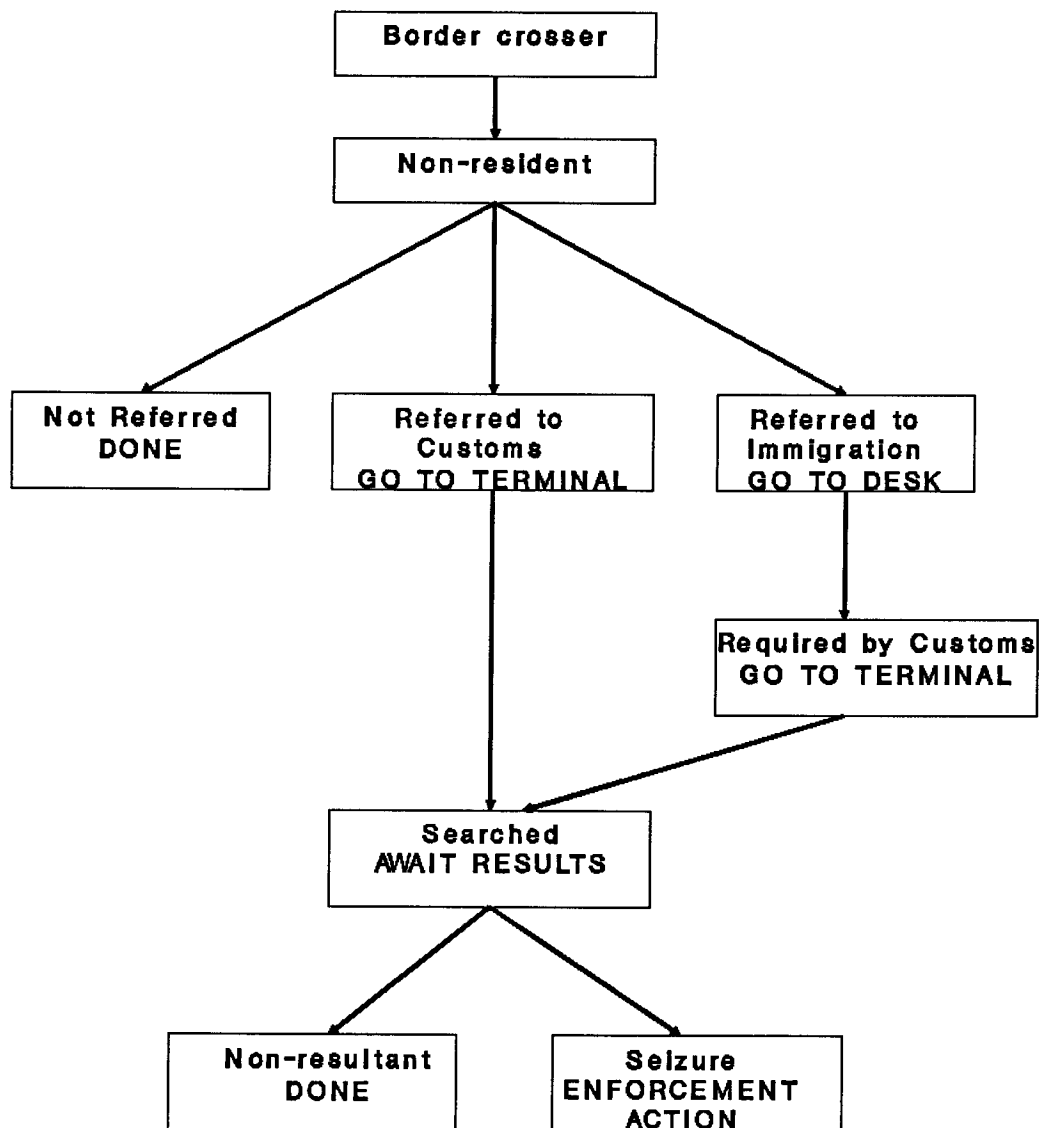 Border crosser
Non-resident
Not Referred
DONE
Referred to
Customs
GO TO TERMINAL
Referred to
Immigration
GO TO DESK
Required by Customs
GO TO TERMINAL
Searched
AWAIT RESULTS
Non-resultant
DONE
Seizure
ENFORCEMENT
ACTION